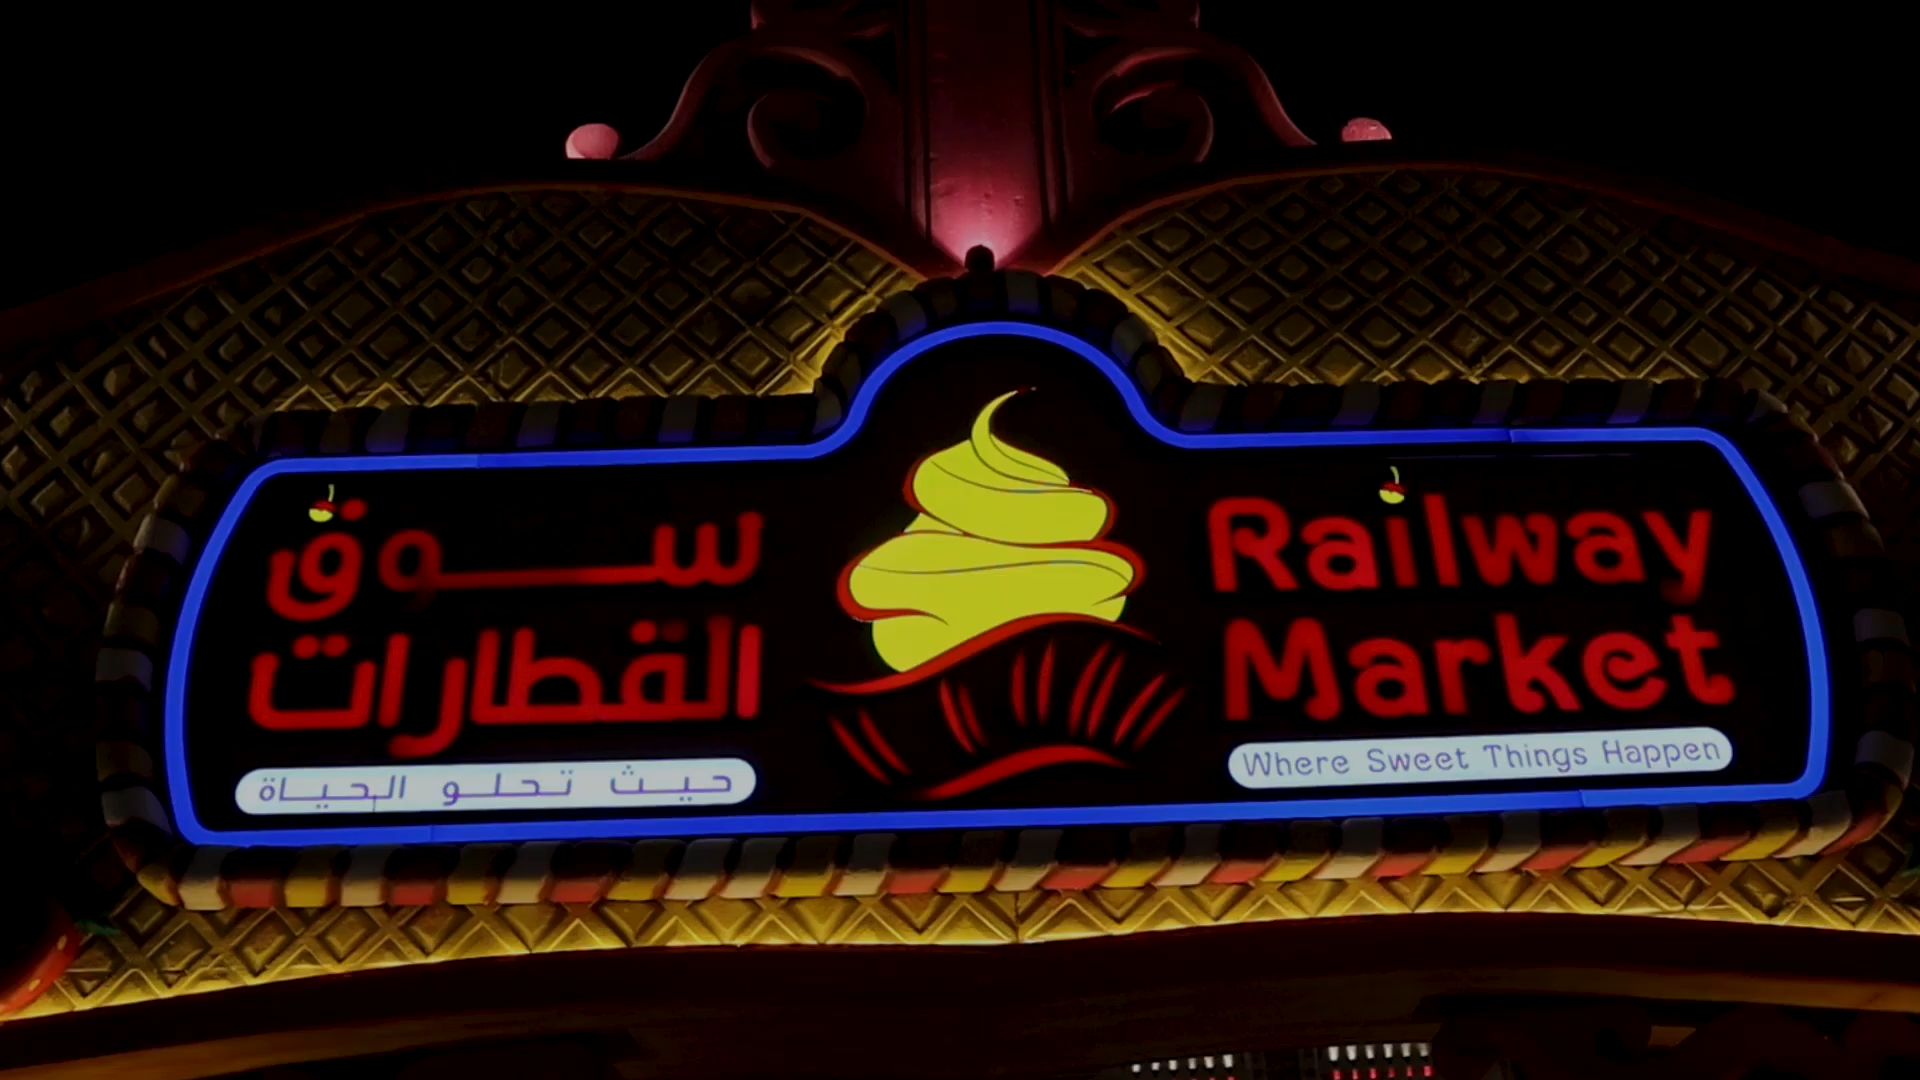 سوق
القطارات
حيث تحلو الحياة
Railway
Market
Where Sweet Things Happen